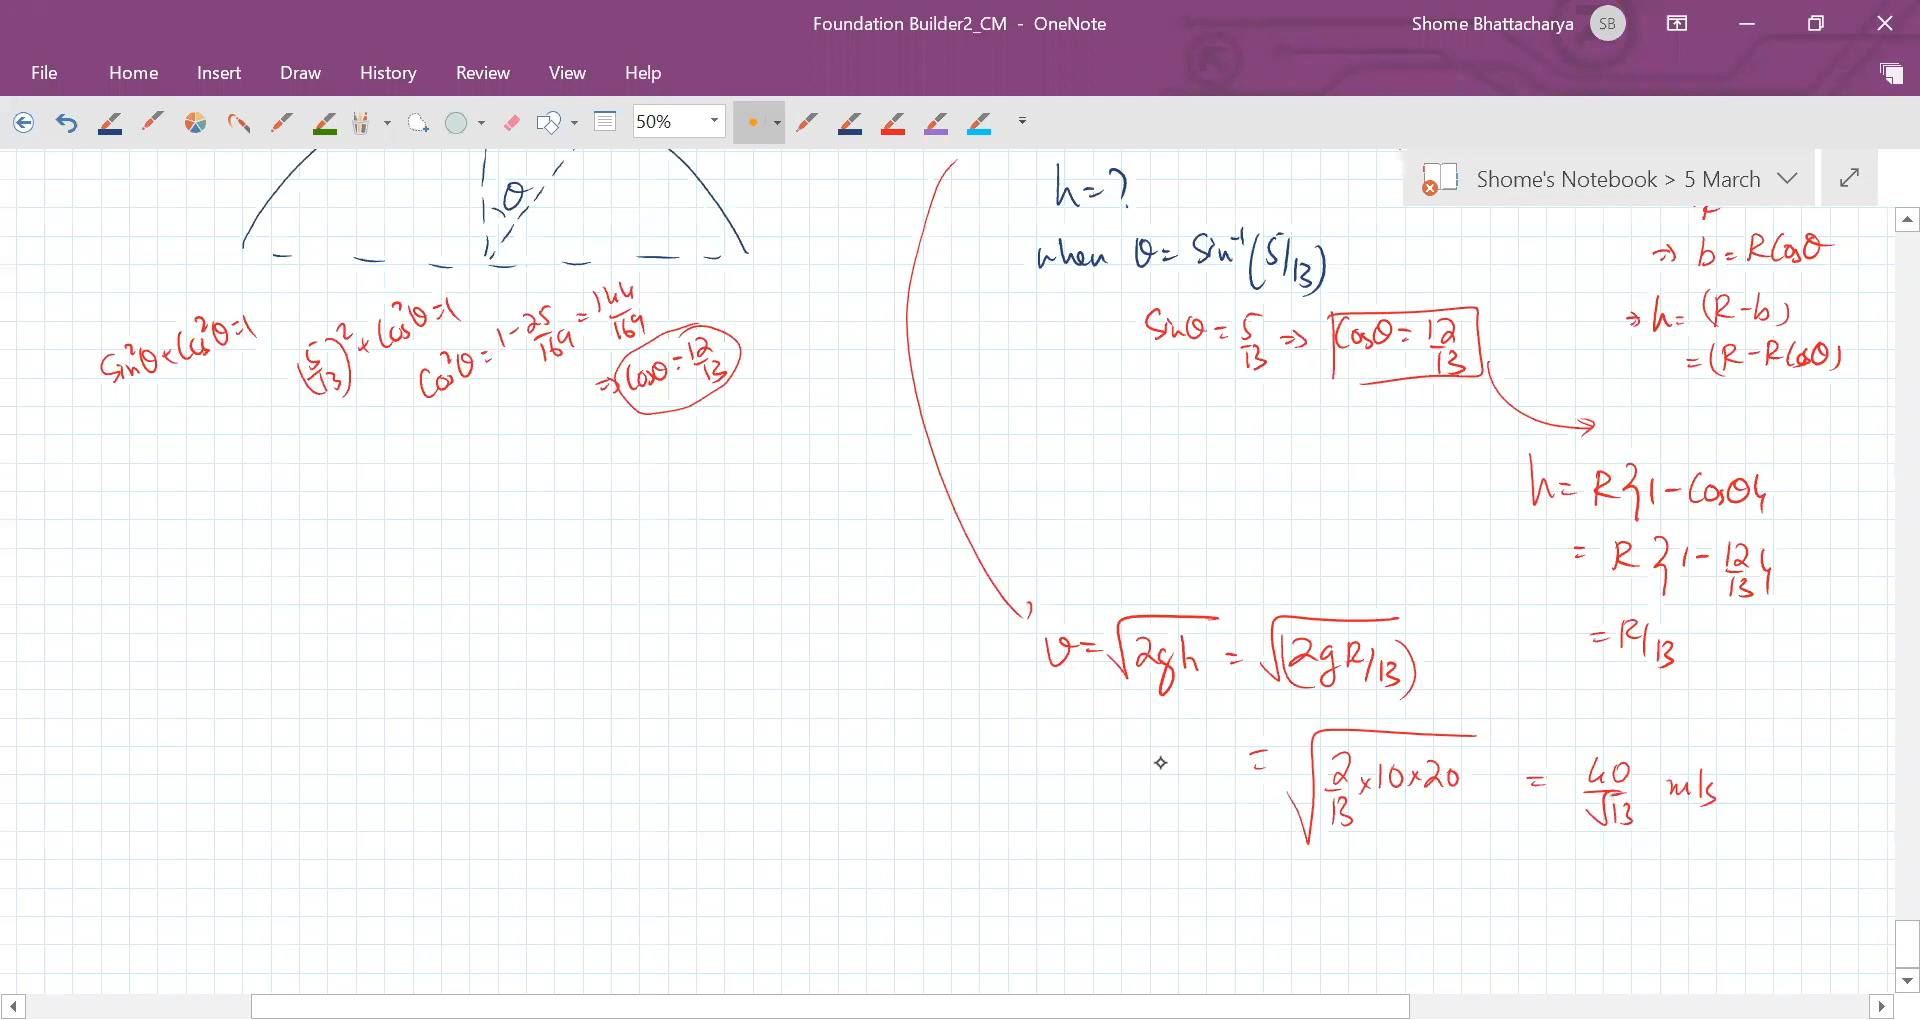 Foundation Builder2_CM - OneNote
Shome Bhattacharya SB
File Home Insert Draw History Review View Help
50%
Shome's Notebook > 5 March
θ
h=?
when θ = Sin⁻¹(5/13)
Sinθ = 5/13 => Cosθ = 12/13
Sin²θ + Cos²θ=1
(5/13)² + Cos²θ=1
Cos²θ = 1 - 25/169 = 144/169
=> Cosθ = 12/13
=> b = RCosθ
=> h = (R-b)
= (R-RCosθ)
h = R{1-Cosθ}
= R{1-12/13}
= R/13
v = √2gh = √(2gR/13)
= √2/13 ×10×20 = 40/√13 m/s